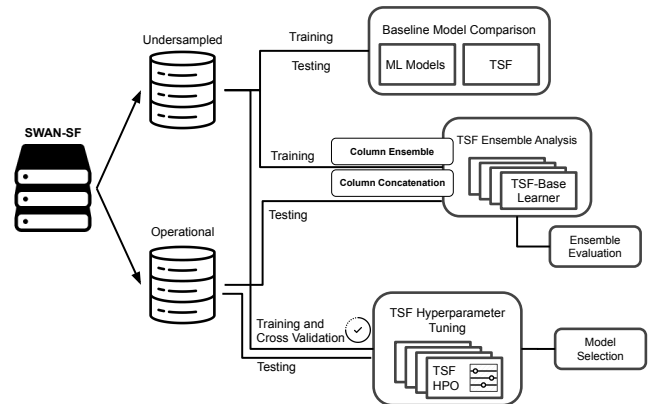 Undersampled
Training
Testing
Baseline Model Comparison
ML Models
TSF
SWAN-SF
Training
Column Ensemble
Column Concatenation
TSF Ensemble Analysis
TSF-Base
Learner
Testing
Operational
Ensemble
Evaluation
Training and
Cross Validation
Testing
TSF Hyperparameter
Tuning
TSF
HPO
Model
Selection